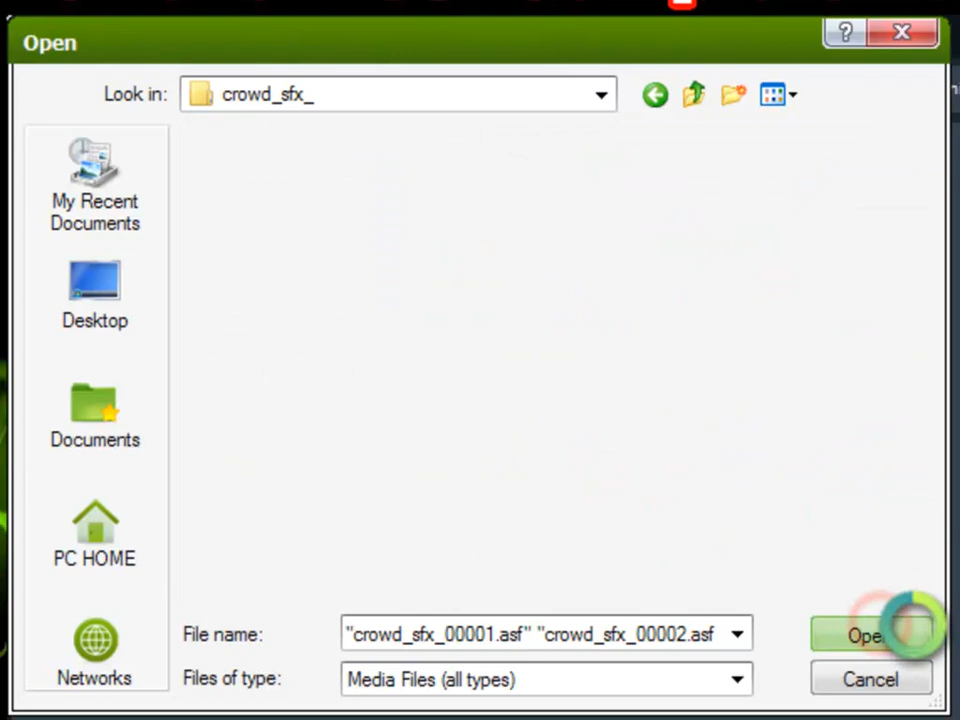 Open
Look in:
crowd_sfx_
My Recent
Documents
Desktop
Documents
PC HOME
Networks
File name:
"crowd_sfx_00001.asf" "crowd_sfx_00002.asf
Open
Files of type:
Media Files (all types)
Cancel